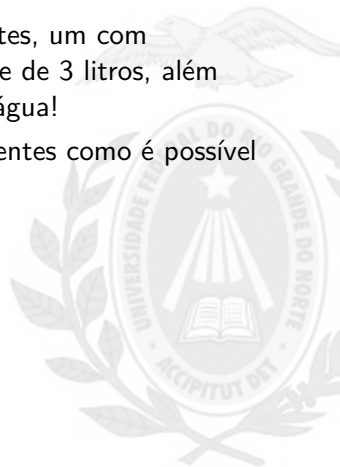 tes, um com
e de 3 litros, além
água!
entes como é possível
UNIVERSIDADE FEDERAL DO RIO GRANDE DO NORTE
ACCIPITUT DET